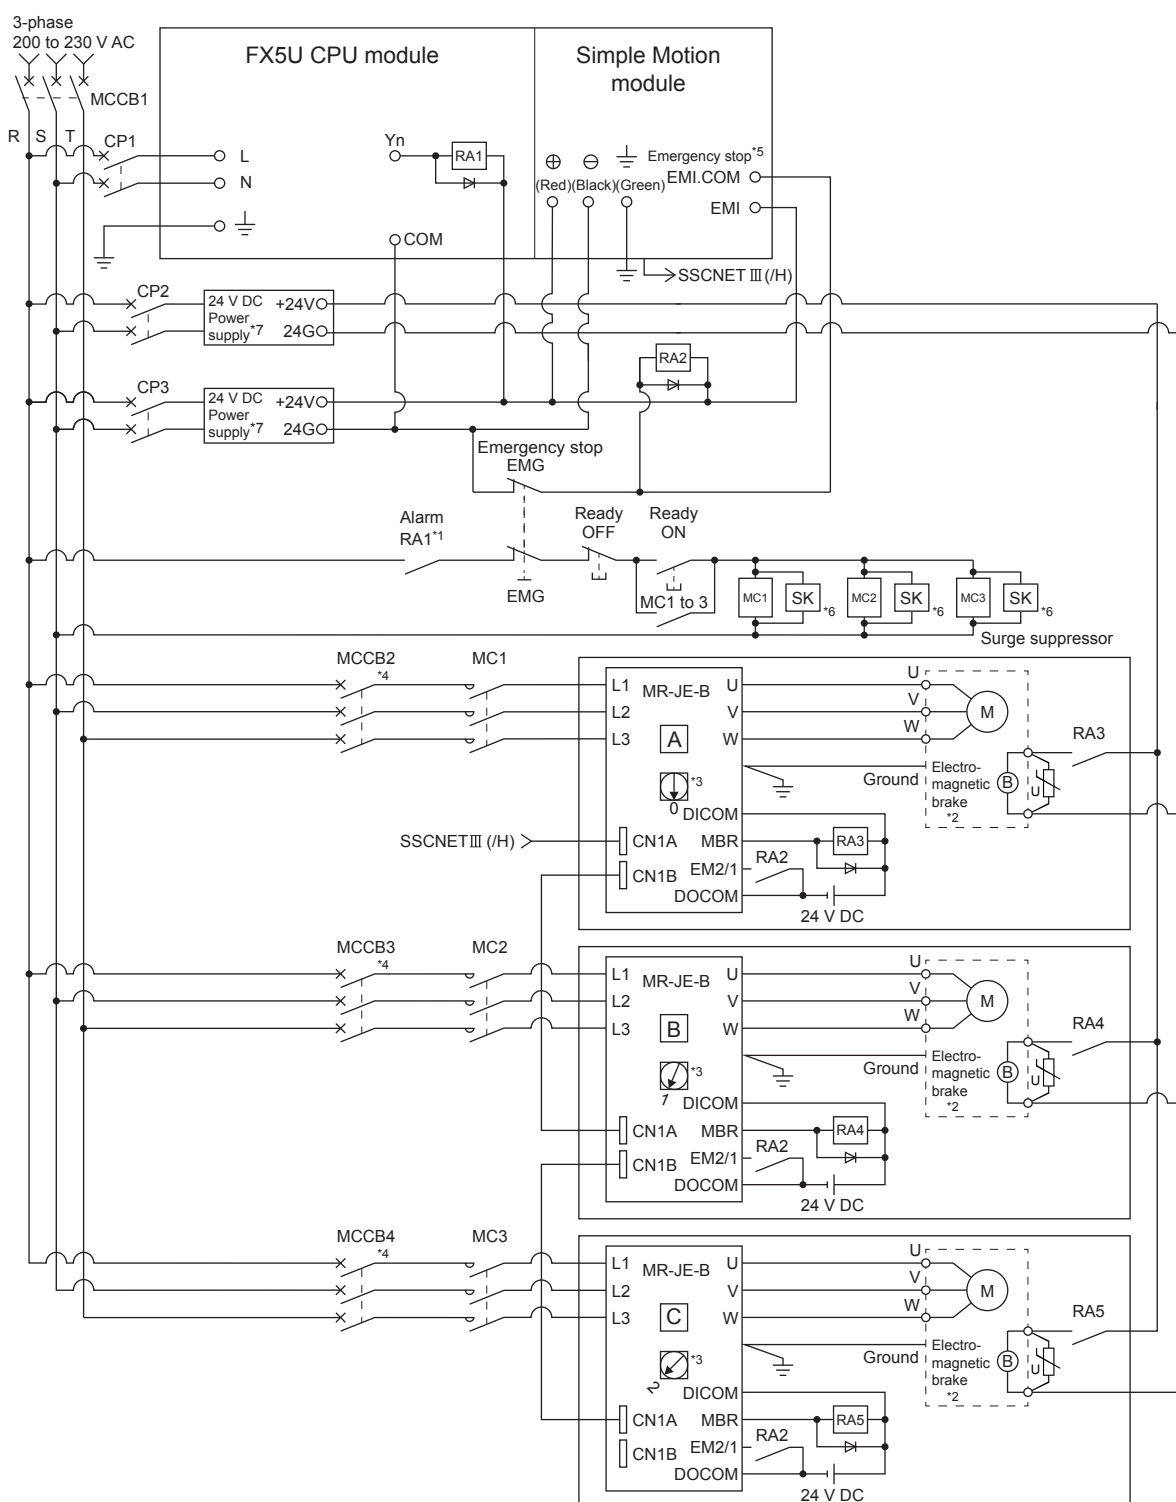 3-phase
200 to 230 V AC
MCCB1
R S T
CP1
FX5U CPU module
Simple Motion
module
L
N
Yn
RA1
COM
⊕ ⊖
(Red) (Black) (Green)
Emergency stop*5
EMI.COM
EMI
SSCNET III (/H)
CP2
24 V DC
Power
supply*7
+24V
24G
CP3
24 V DC
Power
supply*7
+24V
24G
RA2
Emergency stop
EMG
Alarm
RA1*1
EMG
Ready
OFF
Ready
ON
MC1 to 3
MC1
SK
*6
MC2
SK
*6
MC3
SK
*6
Surge suppressor
MCCB2
*4
MC1
L1
L2
L3
MR-JE-B
A
*3
0
U
V
W
U
V
W
M
Ground
Electro-
magnetic
brake
*2
B
U
RA3
SSCNET III (/H)
CN1A
CN1B
DICOM
MBR
EM2/1
DOCOM
RA3
RA2
24 V DC
MCCB3
*4
MC2
L1
L2
L3
MR-JE-B
B
*3
1
U
V
W
U
V
W
M
Ground
Electro-
magnetic
brake
*2
B
U
RA4
CN1A
CN1B
DICOM
MBR
EM2/1
DOCOM
RA4
RA2
24 V DC
MCCB4
*4
MC3
L1
L2
L3
MR-JE-B
C
*3
2
U
V
W
U
V
W
M
Ground
Electro-
magnetic
brake
*2
B
U
RA5
CN1A
CN1B
DICOM
MBR
EM2/1
DOCOM
RA5
RA2
24 V DC